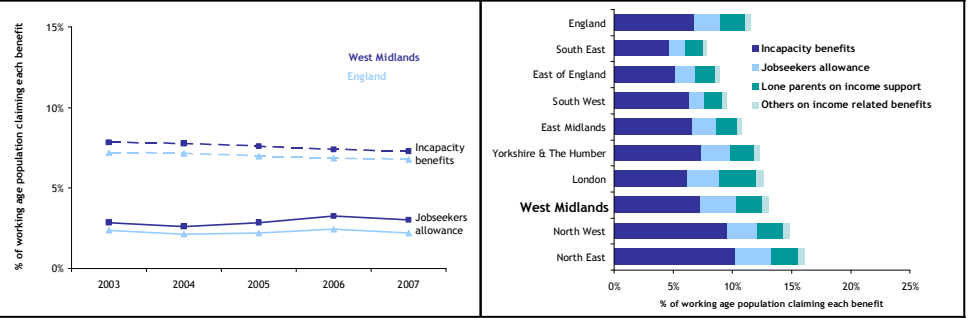 % of working age population claiming each benefit
15%
10%
5%
0%
West Midlands
England
Incapacity
benefits
Jobseekers
allowance
2003 2004 2005 2006 2007
England
South East
East of England
South West
East Midlands
Yorkshire & The Humber
London
West Midlands
North West
North East
Incapacity benefits
Jobseekers allowance
Lone parents on income support
Others on income related benefits
0% 5% 10% 15% 20% 25%
% of working age population claiming each benefit